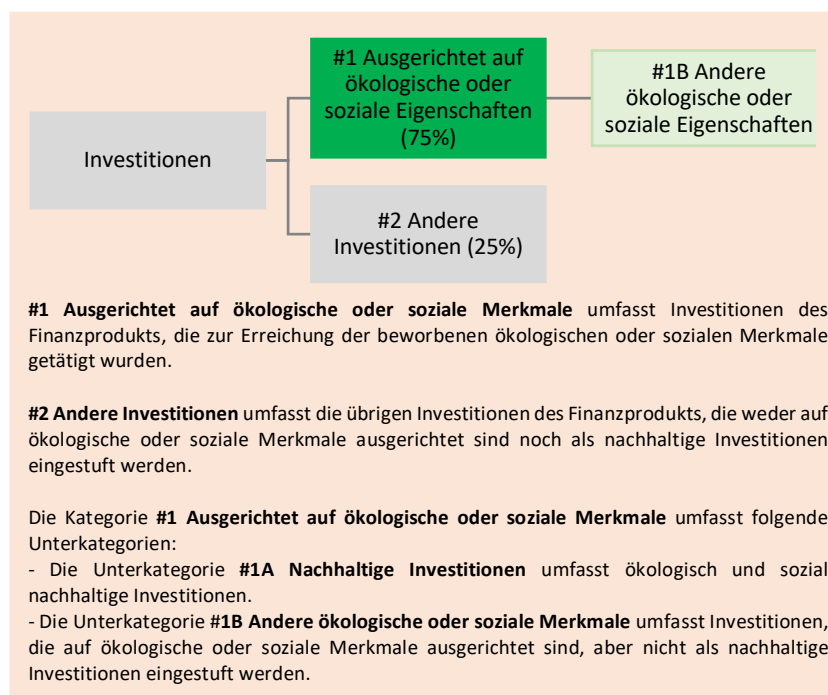 #1 Ausgerichtet auf
ökologische oder
soziale Eigenschaften
(75%)
#1B Andere
ökologische oder
soziale Eigenschaften
Investitionen
#2 Andere
Investitionen (25%)
#1 Ausgerichtet auf ökologische oder soziale Merkmale umfasst Investitionen des
Finanzprodukts, die zur Erreichung der beworbenen ökologischen oder sozialen Merkmale
getätigt wurden.
#2 Andere Investitionen umfasst die übrigen Investitionen des Finanzprodukts, die weder auf
ökologische oder soziale Merkmale ausgerichtet sind noch als nachhaltige Investitionen
eingestuft werden.
Die Kategorie #1 Ausgerichtet auf ökologische oder soziale Merkmale umfasst folgende
Unterkategorien:
- Die Unterkategorie #1A Nachhaltige Investitionen umfasst ökologisch und sozial
nachhaltige Investitionen.
- Die Unterkategorie #1B Andere ökologische oder soziale Merkmale umfasst Investitionen,
die auf ökologische oder soziale Merkmale ausgerichtet sind, aber nicht als nachhaltige
Investitionen eingestuft werden.